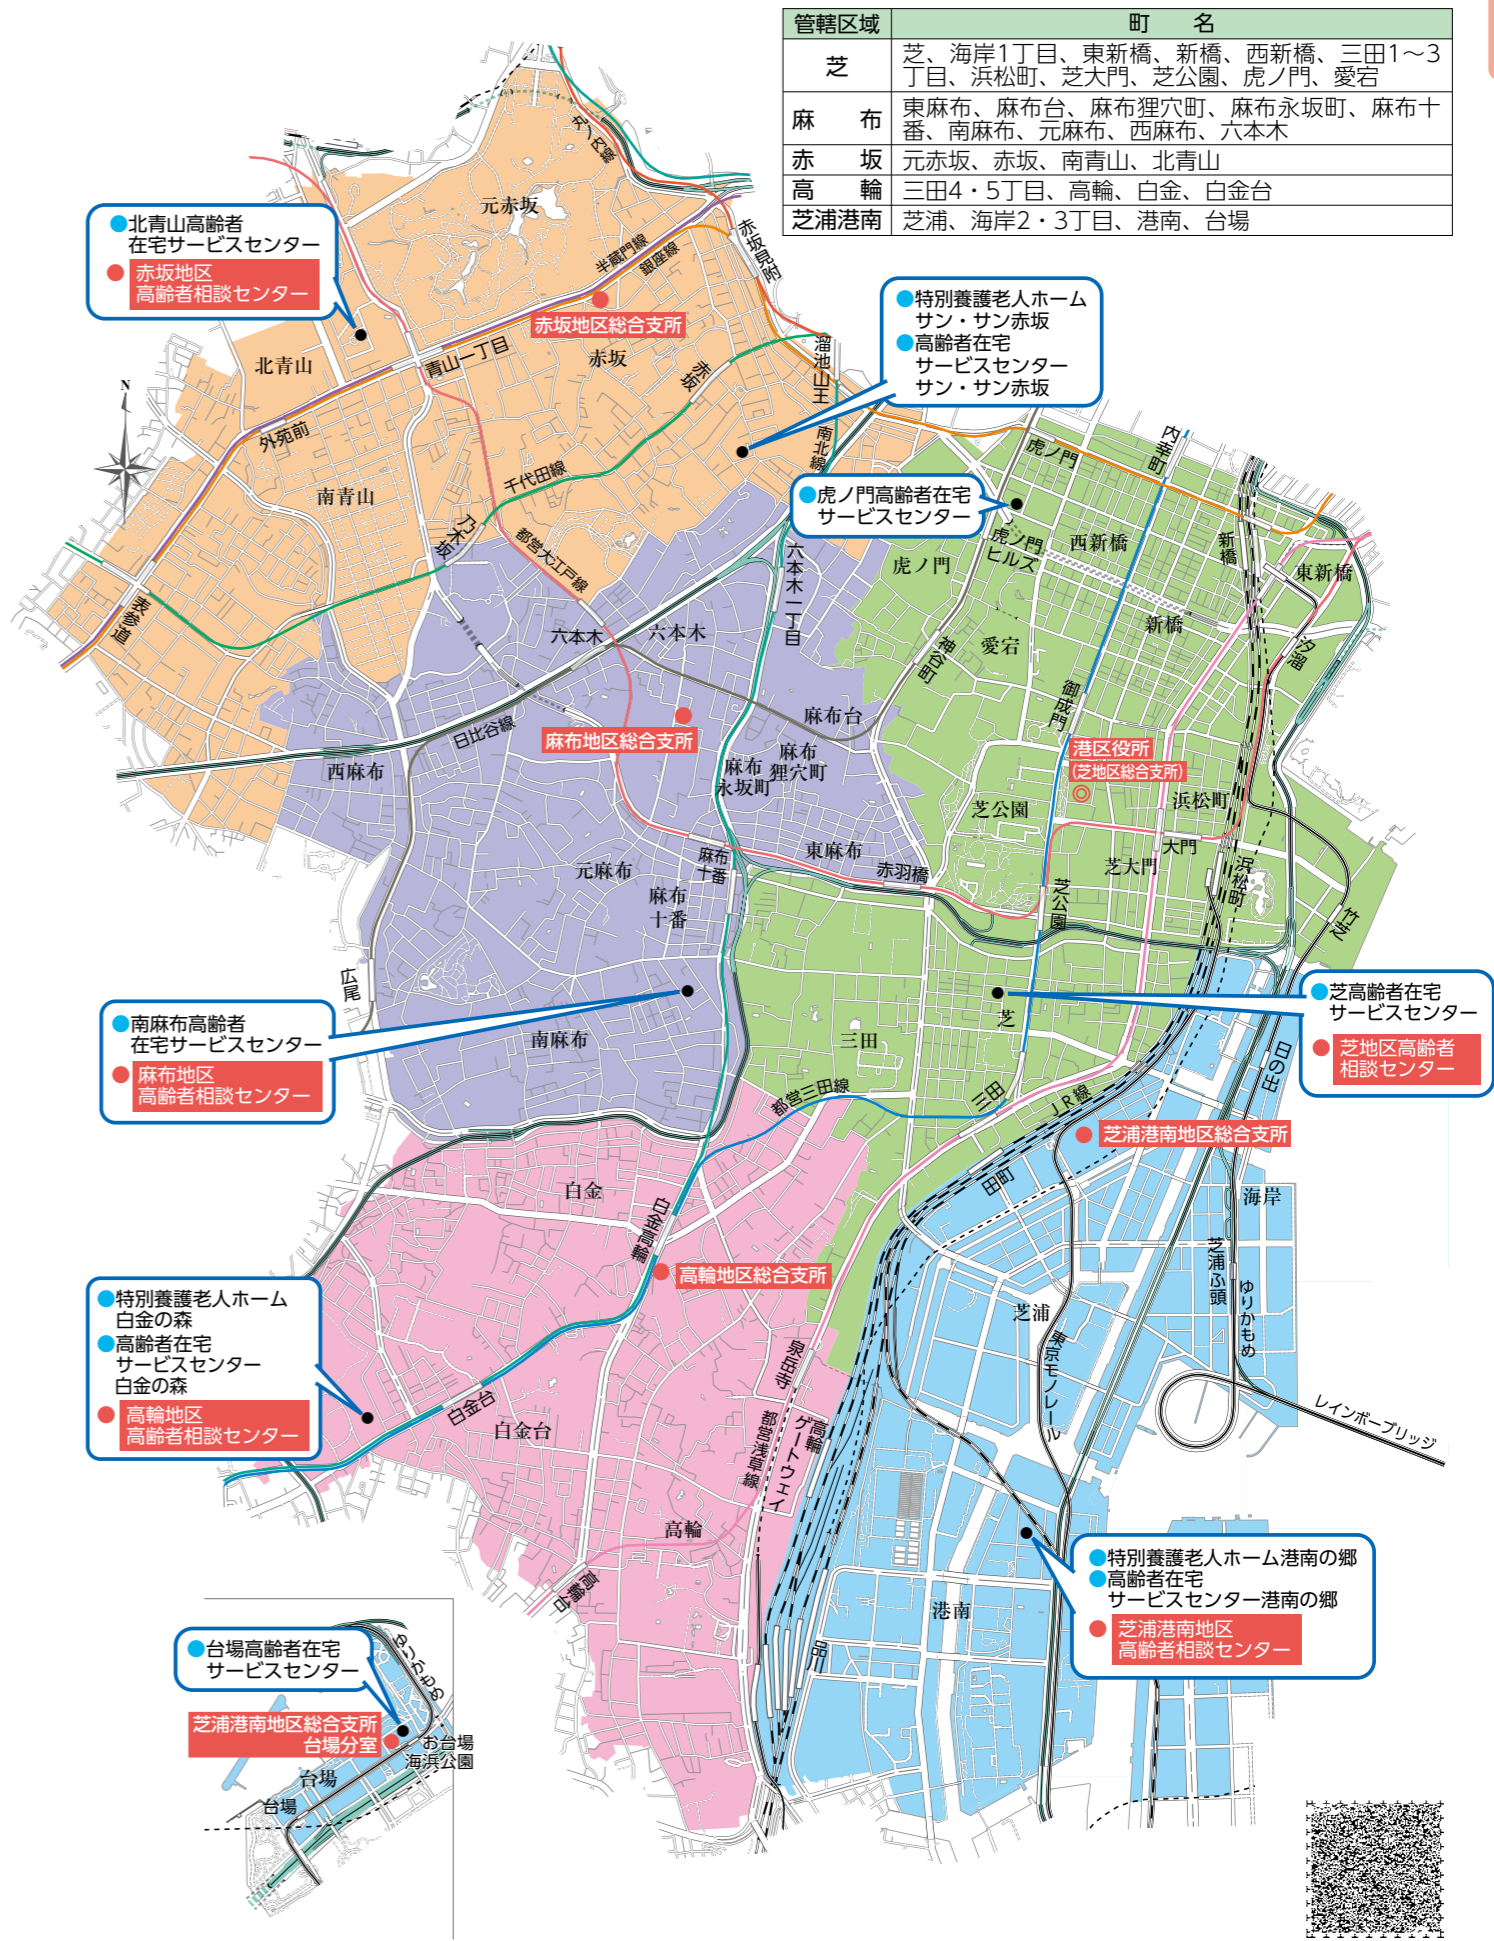 管轄区域 町　名
芝 芝、海岸1丁目、東新橋、新橋、西新橋、三田1～3
丁目、浜松町、芝大門、芝公園、虎ノ門、愛宕
麻　布 東麻布、麻布台、麻布狸穴町、麻布永坂町、麻布十
番、南麻布、元麻布、西麻布、六本木
赤　坂 元赤坂、赤坂、南青山、北青山
高　輪 三田4・5丁目、高輪、白金、白金台
芝浦港南 芝浦、海岸2・3丁目、港南、台場
丸ノ内線
元赤坂
●北青山高齢者
在宅サービスセンター
●赤坂地区
高齢者相談センター
半蔵門線
銀座線
赤坂見附
赤坂地区総合支所
●特別養護老人ホーム
サン・サン赤坂
●高齢者在宅
サービスセンター
サン・サン赤坂
北青山
青山一丁目
赤坂
赤坂
溜池山王
N
外苑前
南北線
内幸町
虎ノ門
千代田線
南青山
●虎ノ門高齢者在宅
サービスセンター
乃木坂
都営大江戸線
六本木一丁目
虎ノ門
虎ノ門
ヒルズ
西新橋
新橋
東新橋
表参道
六本木
六本木
神谷町
愛宕
新橋
汐留
麻布台
御成門
日比谷線
麻布地区総合支所
西麻布
麻布
永坂町
麻布
狸穴町
港区役所
(芝地区総合支所)
芝公園
浜松町
元麻布
麻布
十番
東麻布
赤羽橋
大門
芝大門
浜松町
麻布
十番
芝公園
竹芝
広尾
●南麻布高齢者
在宅サービスセンター
●麻布地区
高齢者相談センター
南麻布
三田
芝
●芝高齢者在宅
サービスセンター
●芝地区高齢者
相談センター
日の出
都営三田線
三田
JR線
芝浦港南地区総合支所
田町
白金
白金高輪
海岸
芝浦ふ頭
ゆりかもめ
高輪地区総合支所
●特別養護老人ホーム
白金の森
●高齢者在宅
サービスセンター
白金の森
●高輪地区
高齢者相談センター
芝浦
東京モノレール
泉岳寺
レインボーブリッジ
白金台
白金台
都営浅草線
高輪
ゲートウェイ
高輪
高輪台
●特別養護老人ホーム港南の郷
●高齢者在宅
サービスセンター港南の郷
●芝浦港南地区
高齢者相談センター
港南
品川
●台場高齢者在宅
サービスセンター
ゆりかもめ
芝浦港南地区総合支所
台場分室
お台場
海浜公園
台場
台場